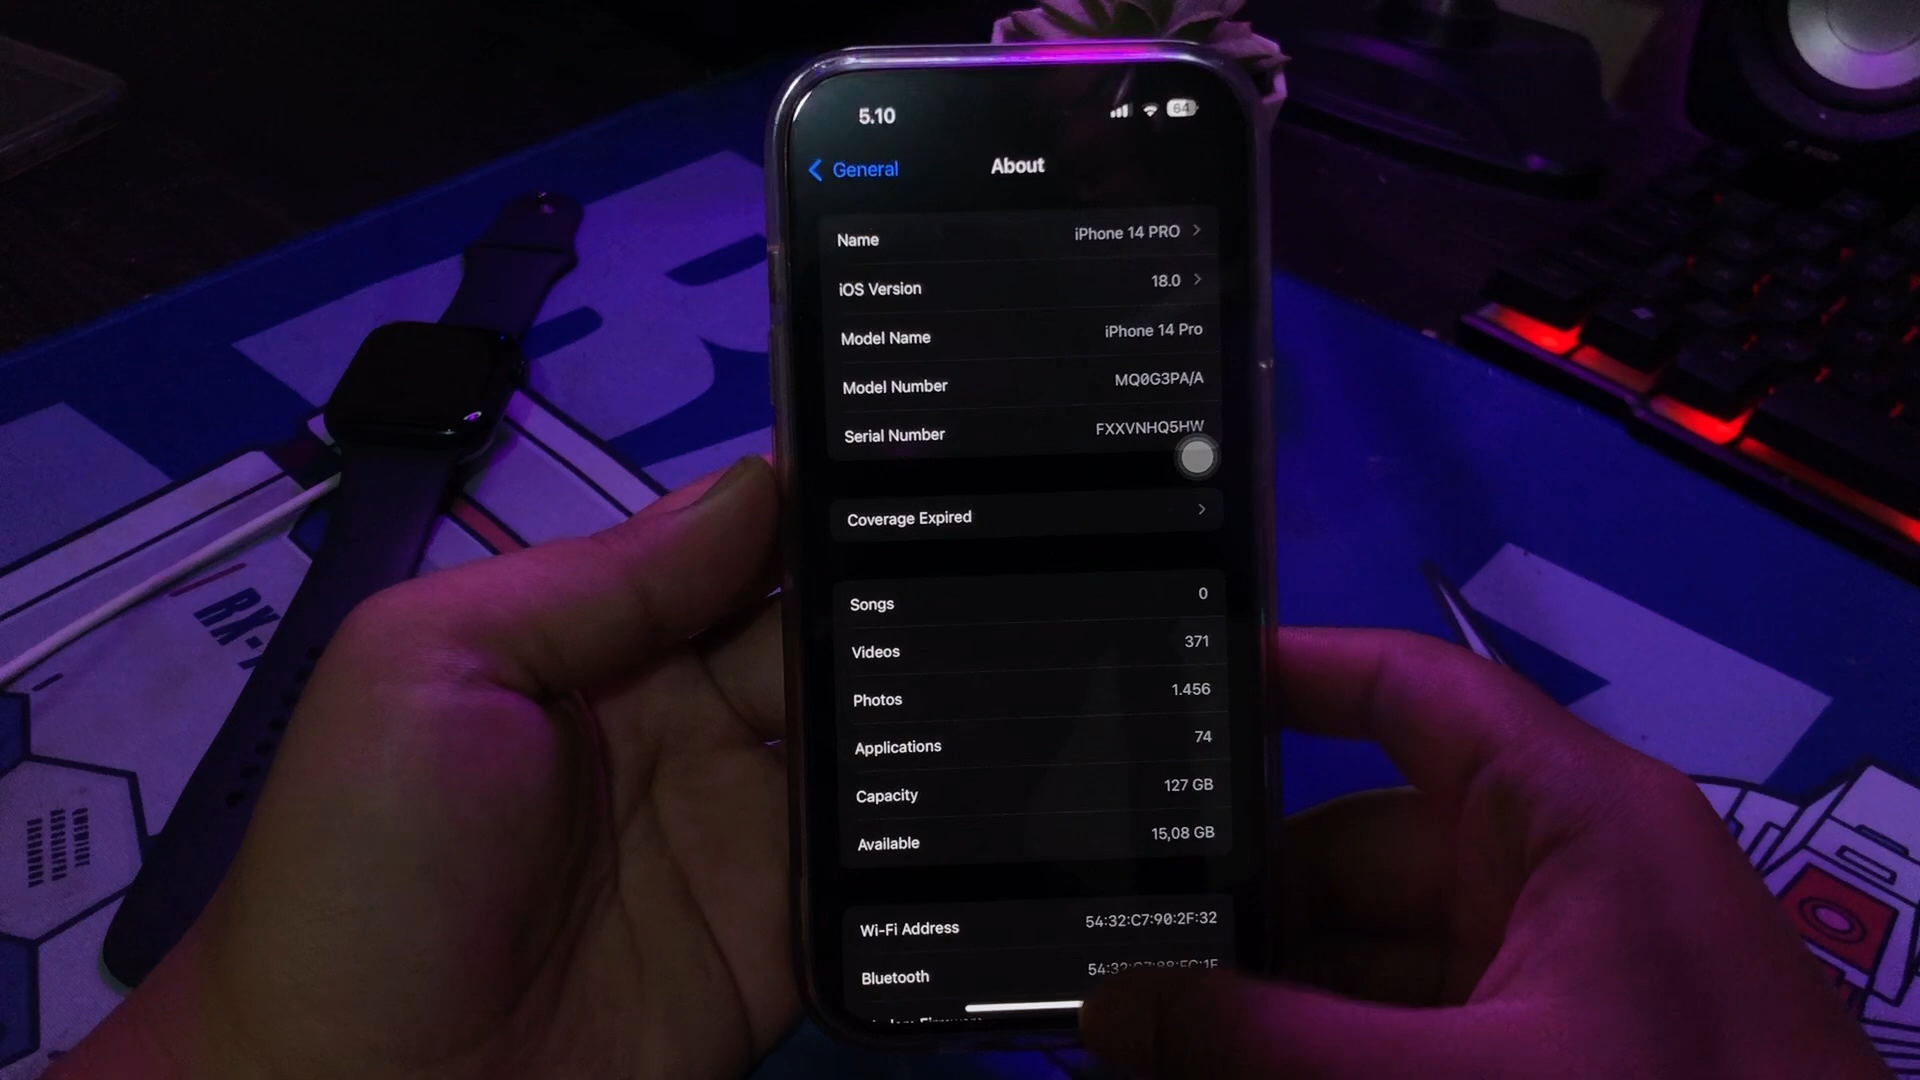 5.10
64
General
About
Name
iPhone 14 PRO
iOS Version
18.0
Model Name
iPhone 14 Pro
Model Number
MQ0G3PA/A
Serial Number
FXXVNHQ5HW
Coverage Expired
Songs
0
Videos
371
Photos
1.456
Applications
74
Capacity
127 GB
Available
15,08 GB
Wi-Fi Address
54:32:C7:90:2F:32
Bluetooth
RX-